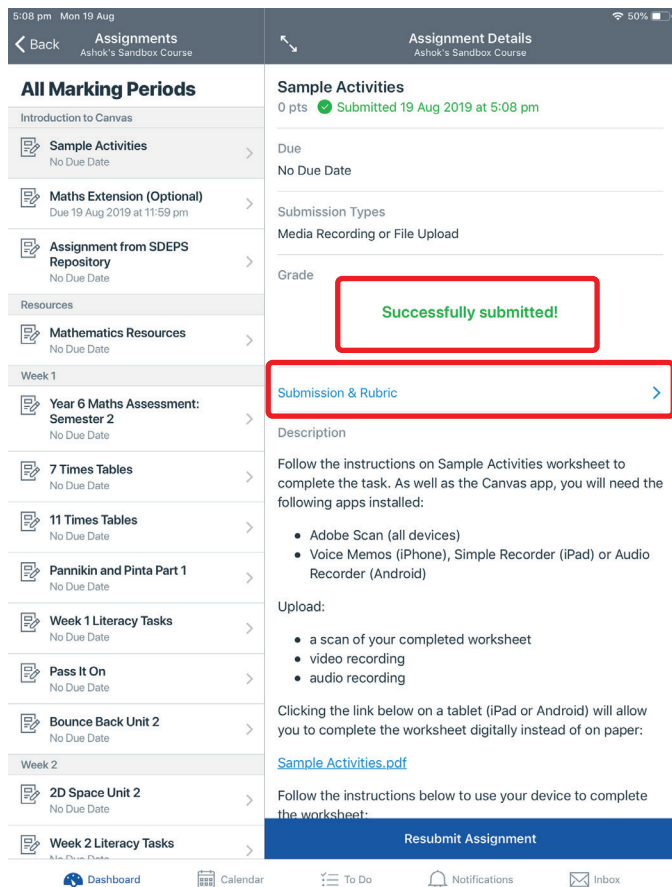 5:08 pm Mon 19 Aug
50%
Back
Assignments
Ashok's Sandbox Course
All Marking Periods
Introduction to Canvas
Sample Activities
No Due Date
Maths Extension (Optional)
Due 19 Aug 2019 at 11:59 pm
Assignment from SDEPS
Repository
No Due Date
Resources
Mathematics Resources
No Due Date
Week 1
Year 6 Maths Assessment:
Semester 2
No Due Date
7 Times Tables
No Due Date
11 Times Tables
No Due Date
Pannikin and Pinta Part 1
No Due Date
Week 1 Literacy Tasks
No Due Date
Pass It On
No Due Date
Bounce Back Unit 2
No Due Date
Week 2
2D Space Unit 2
No Due Date
Week 2 Literacy Tasks
No Due Date
Assignment Details
Ashok's Sandbox Course
Sample Activities
0 pts Submitted 19 Aug 2019 at 5:08 pm
Due
No Due Date
Submission Types
Media Recording or File Upload
Grade
Successfully submitted!
Submission & Rubric
Description
Follow the instructions on Sample Activities worksheet to
complete the task. As well as the Canvas app, you will need the
following apps installed:
• Adobe Scan (all devices)
• Voice Memos (iPhone), Simple Recorder (iPad) or Audio
Recorder (Android)
Upload:
• a scan of your completed worksheet
• video recording
• audio recording
Clicking the link below on a tablet (iPad or Android) will allow
you to complete the worksheet digitally instead of on paper:
Sample Activities.pdf
Follow the instructions below to use your device to complete
the worksheet:
Resubmit Assignment
Dashboard
Calendar
To Do
Notifications
Inbox